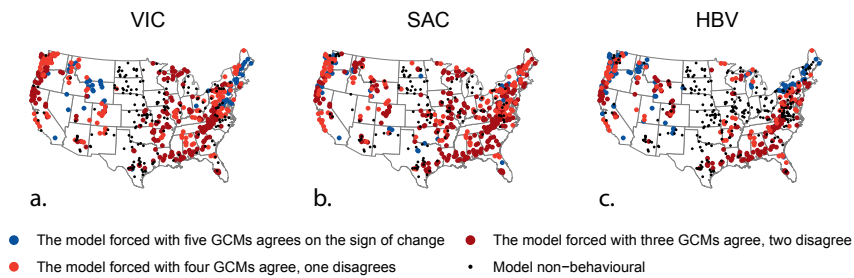 VIC SAC HBV
a. b. c.
The model forced with five GCMs agrees on the sign of change The model forced with three GCMs agree, two disagree
The model forced with four GCMs agree, one disagrees Model non−behavioural